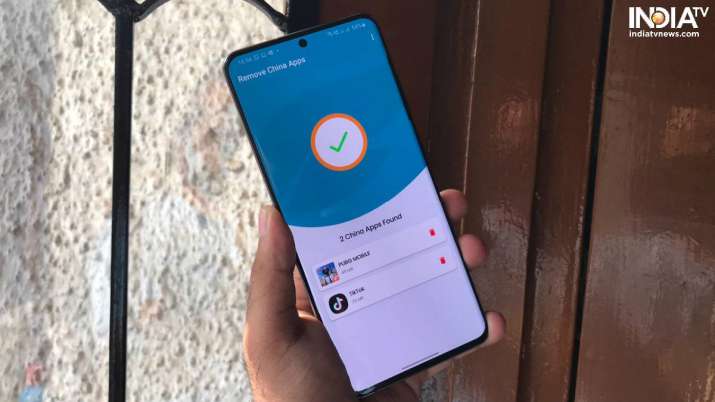 INDIA TV
indiatvnews.com
Remove China Apps
2 China Apps Found
PUBG MOBILE
TikTok